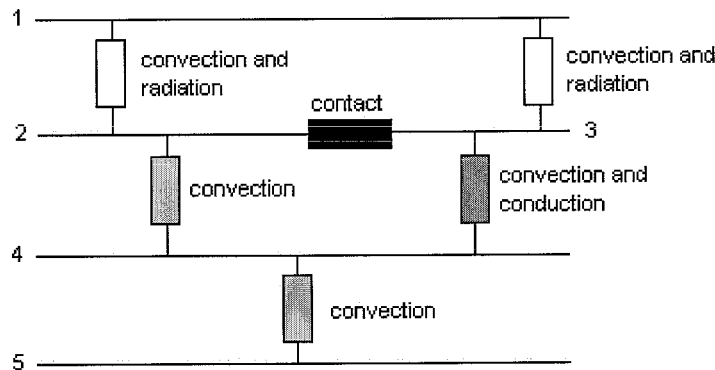 1
convection and
radiation
convection and
radiation
contact
2
3
convection
convection and
conduction
4
convection
5